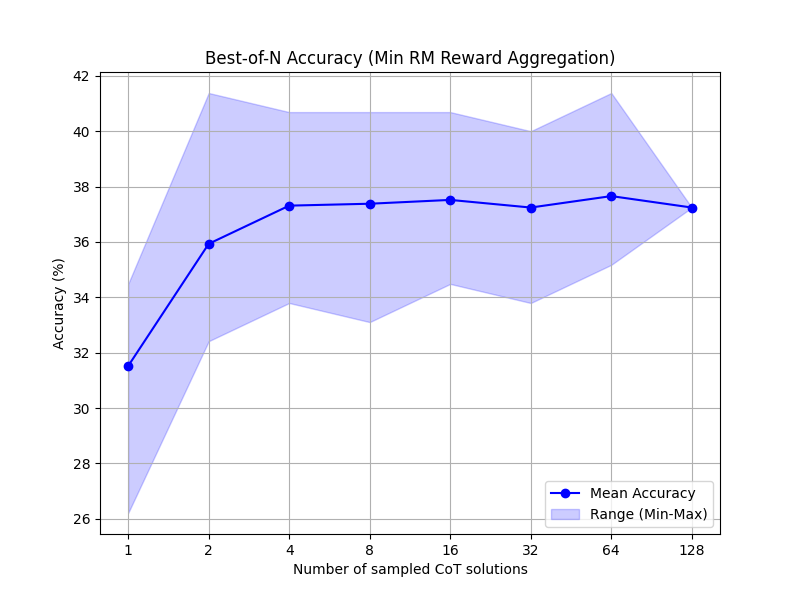 Best-of-N Accuracy (Min RM Reward Aggregation)
Accuracy (%)
42
40
38
36
34
32
30
28
26
1 2 4 8 16 32 64 128
Number of sampled CoT solutions
Mean Accuracy
Range (Min-Max)